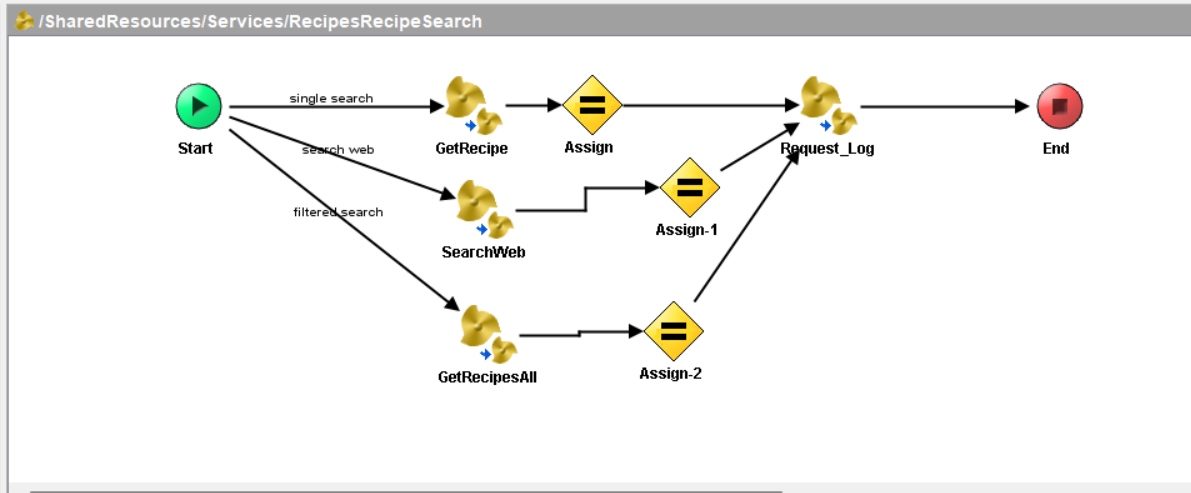 /SharedResources/Services/RecipesRecipeSearch
single search
Start
GetRecipe
Assign
Request_Log
End
search web
SearchWeb
Assign-1
filtered search
GetRecipesAll
Assign-2